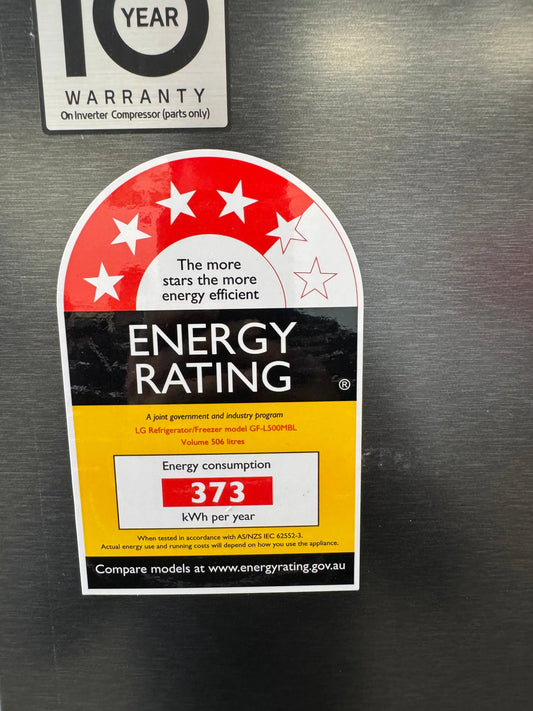 10
YEAR
WARRANTY
On Inverter Compressor (parts only)
The more
stars the more
energy efficient
ENERGY
RATING
®
A joint government and industry program
LG Refrigerator/Freezer model GF-L500MBL
Volume 506 litres
Energy consumption
373
kWh per year
When tested in accordance with AS/NZS IEC 62552-3.
Actual energy use and running costs will depend on how you use the appliance.
Compare models at www.energyrating.gov.au